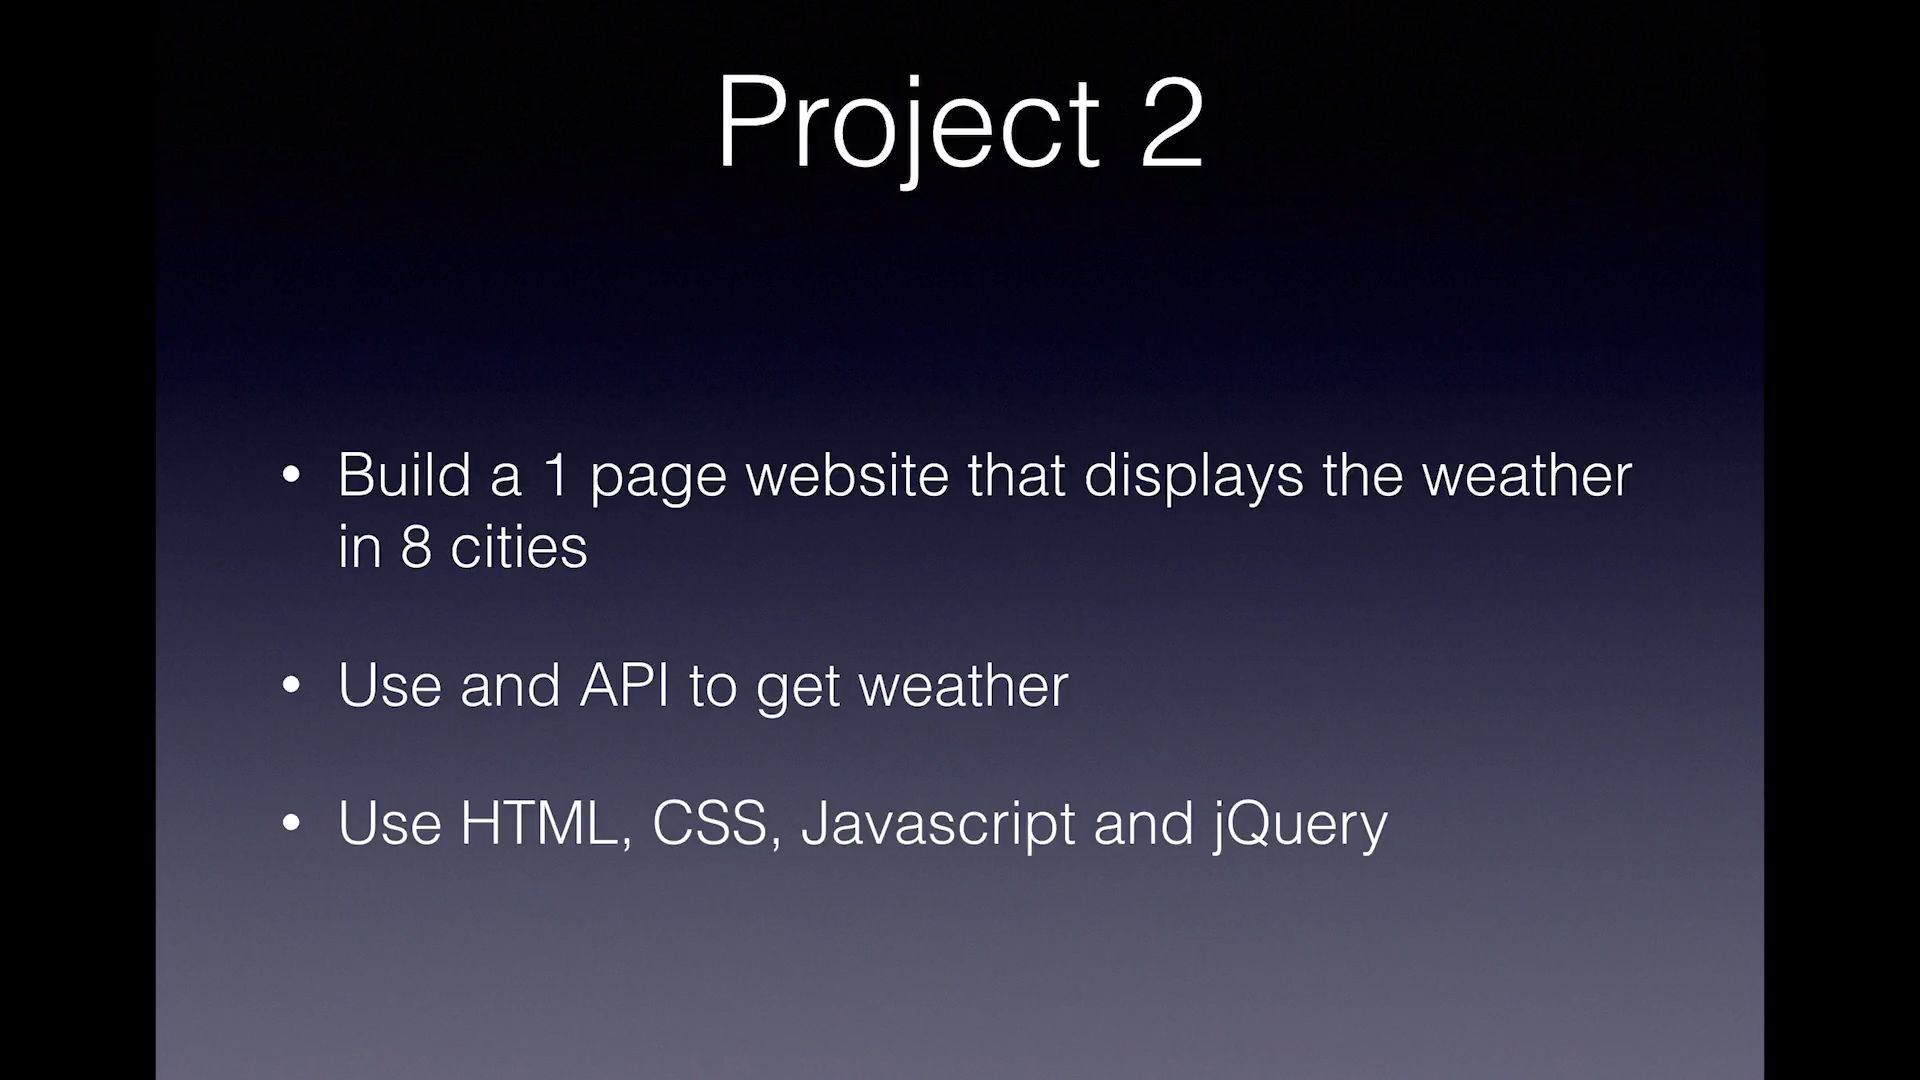 Project 2
• Build a 1 page website that displays the weather
in 8 cities
• Use and API to get weather
• Use HTML, CSS, Javascript and jQuery